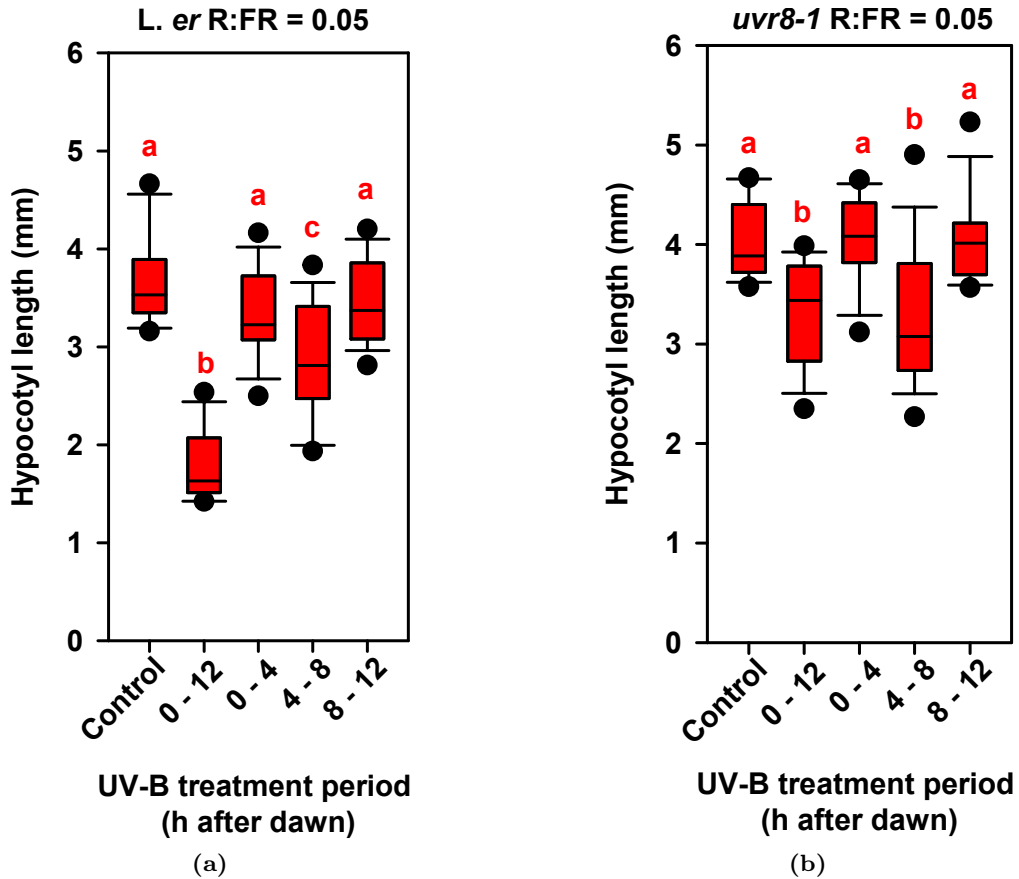 L. er R:FR = 0.05
6
5
4
3
2
1
0
Hypocotyl length (mm)
a
b
a
c
a
Control
0 - 12
0 - 4
4 - 8
8 - 12
UV-B treatment period
(h after dawn)
(a)
uvr8-1 R:FR = 0.05
6
5
4
3
2
1
0
Hypocotyl length (mm)
a
b
a
b
a
Control
0 - 12
0 - 4
4 - 8
8 - 12
UV-B treatment period
(h after dawn)
(b)